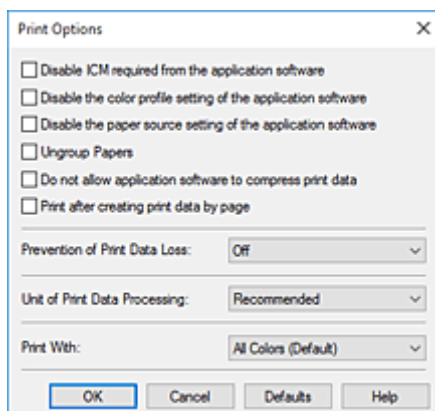 Print Options
Disable ICM required from the application software
Disable the color profile setting of the application software
Disable the paper source setting of the application software
Ungroup Papers
Do not allow application software to compress print data
Print after creating print data by page
Prevention of Print Data Loss: Off
Unit of Print Data Processing: Recommended
Print With: All Colors (Default)
OK Cancel Defaults Help